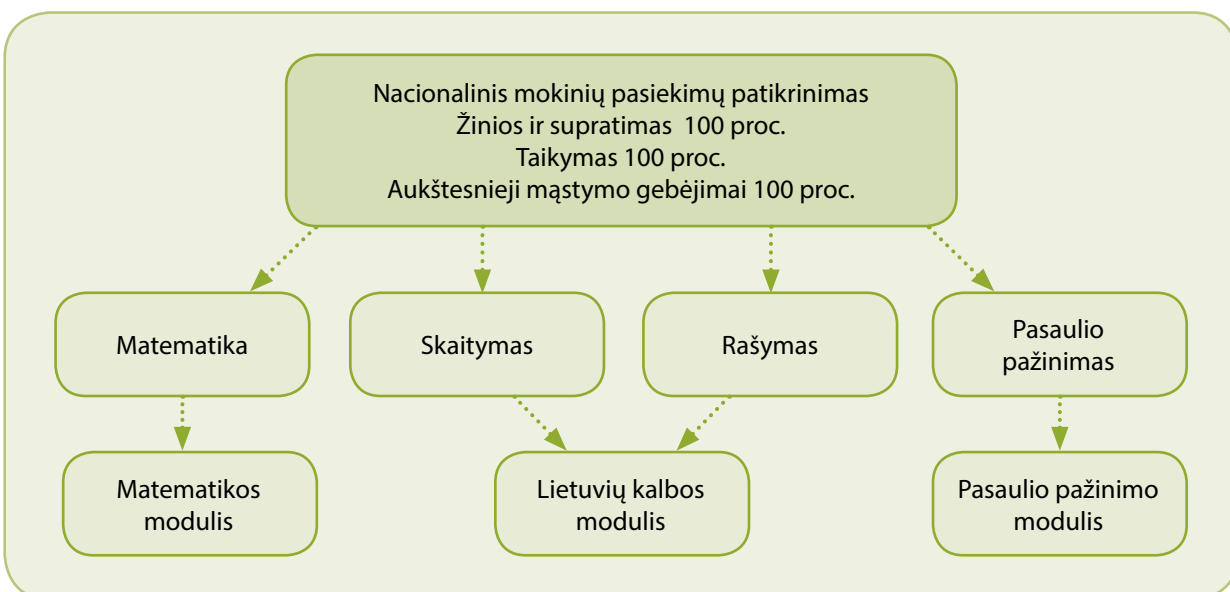 Nacionalinis mokinių pasiekimų patikrinimas
Žinios ir supratimas 100 proc.
Taikymas 100 proc.
Aukštesnieji mąstymo gebėjimai 100 proc.
Matematika
Skaitymas
Rašymas
Pasaulio
pažinimas
Matematikos
modulis
Lietuvių kalbos
modulis
Pasaulio pažinimo
modulis